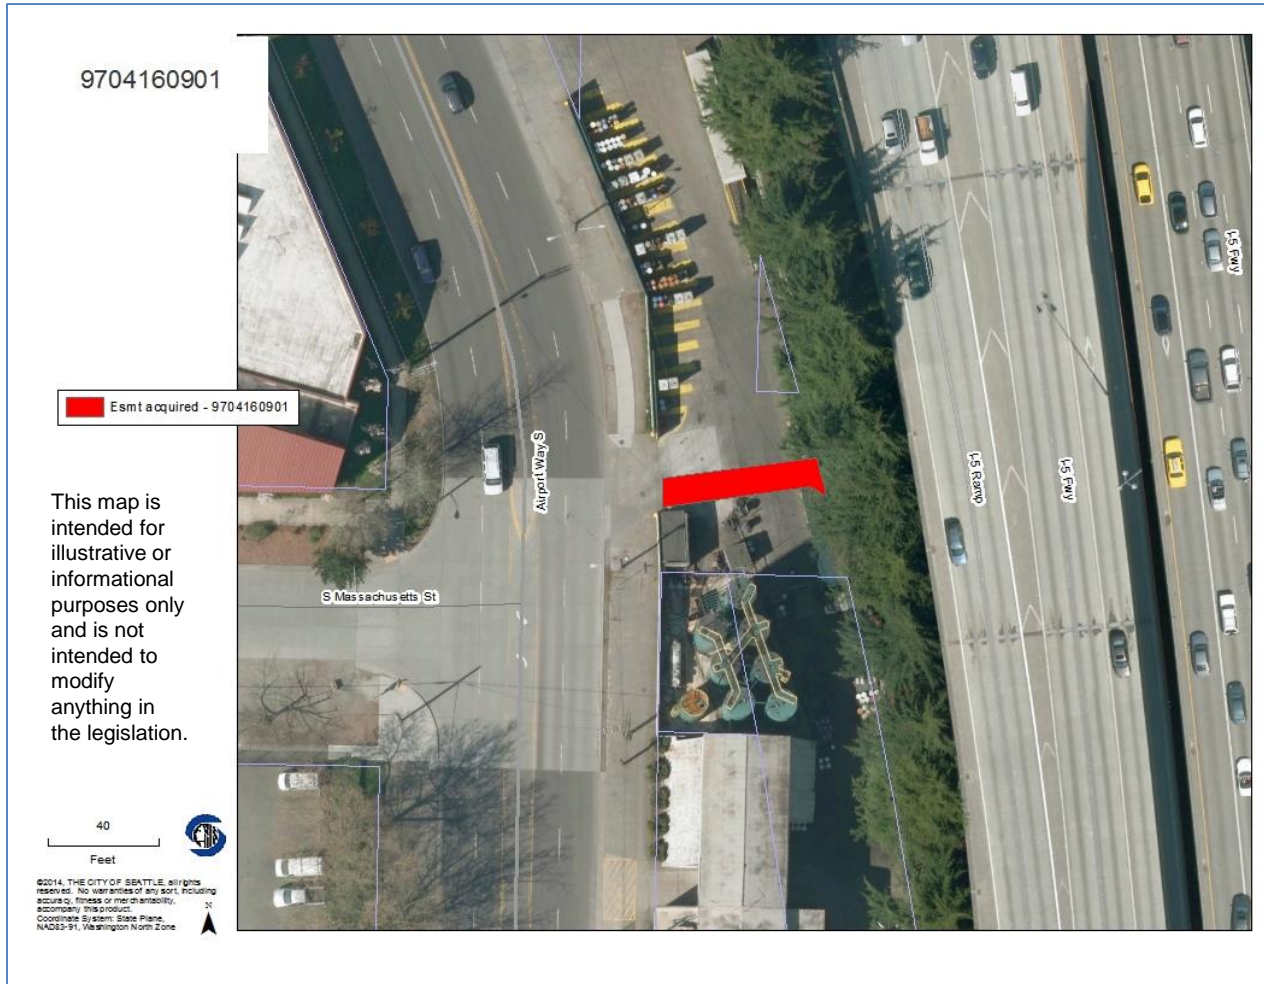 9704160901
Esmt acquired - 9704160901
This map is
intended for
illustrative or
informational
purposes only
and is not
intended to
modify
anything in
the legislation.
Airport Way S
S Massachusetts St
I-5 Ramp
I-5 Fwy
I-5 Fwy
40
Feet
©2014, THE CITY OF SEATTLE, all rights
reserved. No warranties of any sort, including
accuracy, fitness or merchantability,
accompany this product.
Coordinate System: State Plane,
NAD83-91, Washington North Zone
N